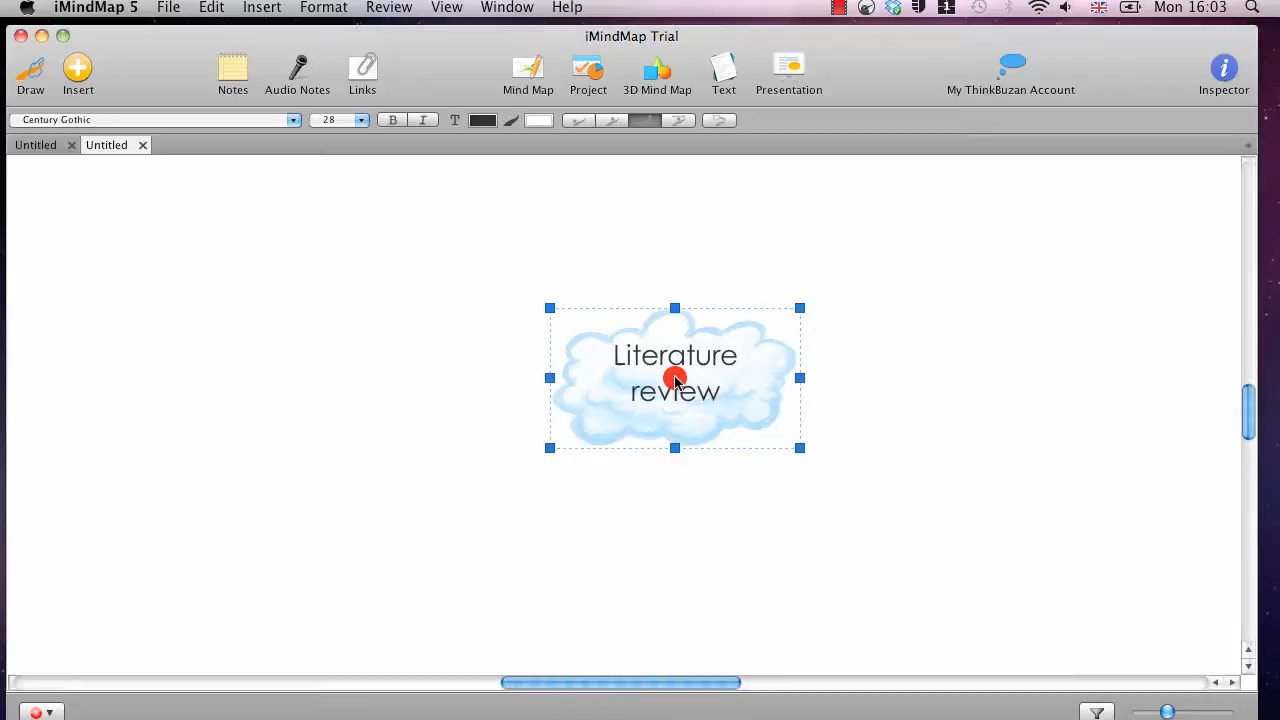 iMindMap 5 File Edit Insert Format Review View Window Help 1 Mon 16:03
iMindMap Trial
Draw Insert Notes Audio Notes Links Mind Map Project 3D Mind Map Text Presentation My ThinkBuzan Account Inspector
Century Gothic 28 B I T
Untitled Untitled
Literature
review